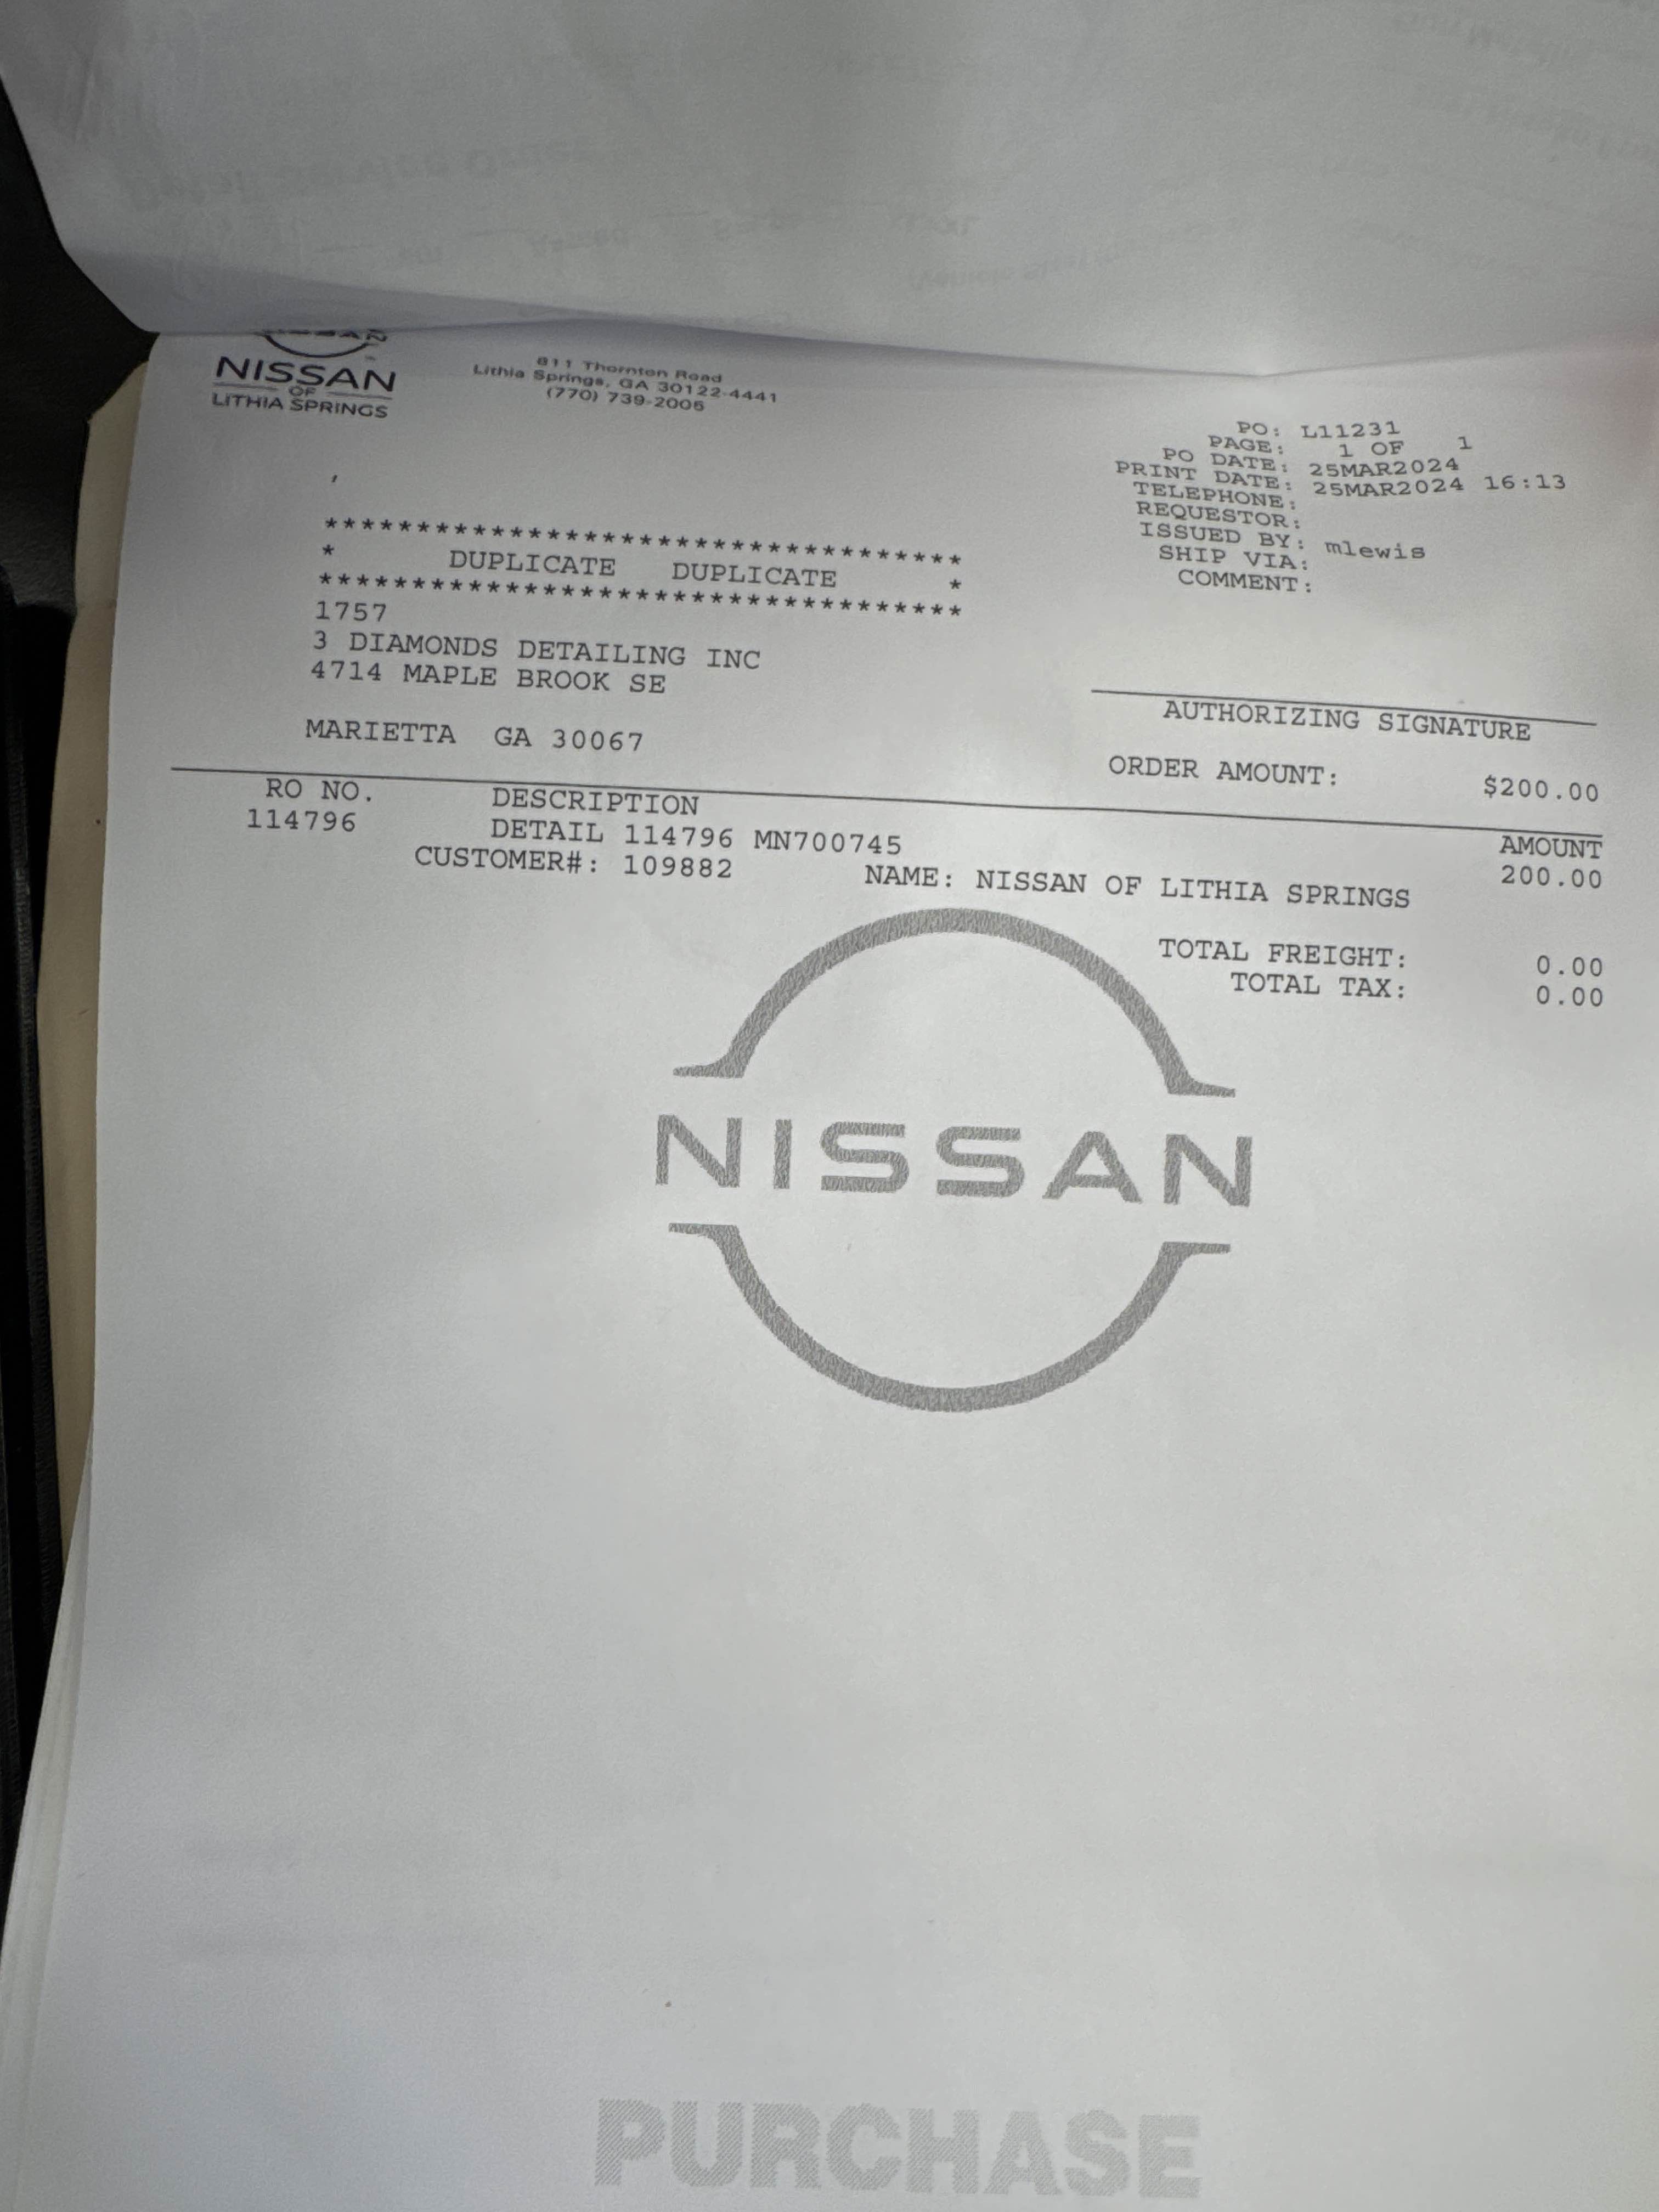 NISSAN
OF
LITHIA SPRINGS
811 Thornton Road
Lithia Springs, GA 30122-4441
(770) 739-2005
PO: L11231
PAGE: 1 OF 1
PO DATE: 25MAR2024
PRINT DATE: 25MAR2024 16:13
TELEPHONE:
REQUESTOR:
ISSUED BY: mlewis
SHIP VIA:
COMMENT:
***********************************
* DUPLICATE DUPLICATE *
***********************************
1757
3 DIAMONDS DETAILING INC
4714 MAPLE BROOK SE
MARIETTA GA 30067
AUTHORIZING SIGNATURE
ORDER AMOUNT: $200.00
RO NO. DESCRIPTION AMOUNT
114796 DETAIL 114796 MN700745 200.00
CUSTOMER#: 109882 NAME: NISSAN OF LITHIA SPRINGS
TOTAL FREIGHT: 0.00
TOTAL TAX: 0.00
NISSAN
PURCHASE